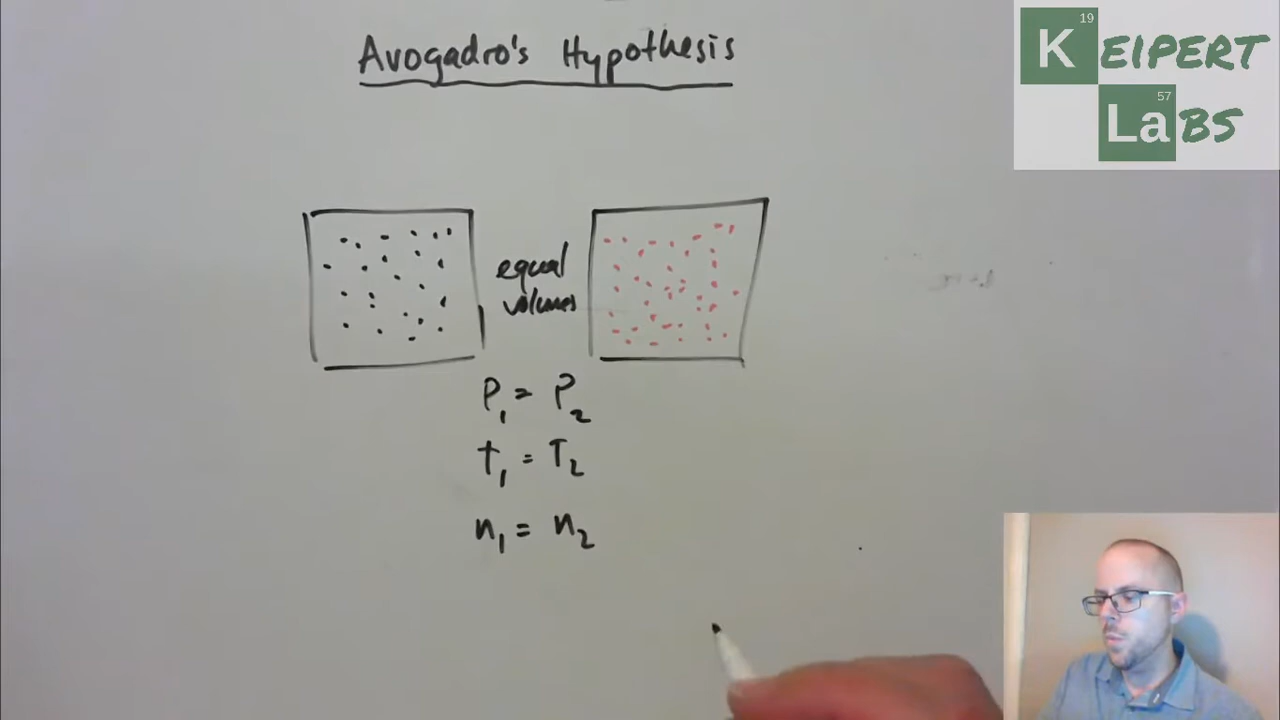 Avogadro's Hypothesis
19
KEIPERT
57
LaBS
equal
volumes
P₁ = P₂
T₁ = T₂
n₁ = n₂